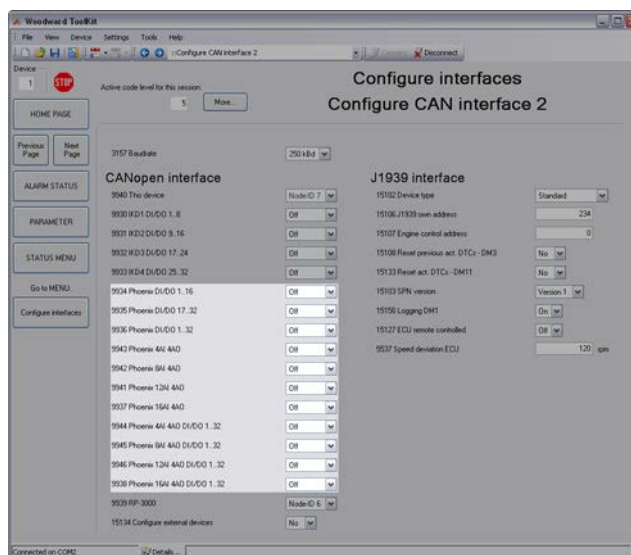 Woodward ToolKit
File View Device Settings Tools Help
::Configure CAN interface 2
Connect Disconnect
Device
1 STOP
Active code level for this session:
5 More...
Configure interfaces
Configure CAN interface 2
HOME PAGE
Previous Page
Next Page
ALARM STATUS
PARAMETER
STATUS MENU
Go to MENU
Configure interfaces
3157 Baudrate 250 kBd
CANopen interface
9940 This device Node-ID 7
9930 IKD1 DI/DO 1..8 Off
9931 IKD2 DI/DO 9..16 Off
9932 IKD3 DI/DO 17..24 Off
9933 IKD4 DI/DO 25..32 Off
9934 Phoenix DI/DO 1..16 Off
9935 Phoenix DI/DO 17..32 Off
9936 Phoenix DI/DO 1..32 Off
9943 Phoenix 4AI 4AO Off
9942 Phoenix 8AI 4AO Off
9941 Phoenix 12AI 4AO Off
9937 Phoenix 16AI 4AO Off
9944 Phoenix 4AI 4AO DI/DO 1..32 Off
9945 Phoenix 8AI 4AO DI/DO 1..32 Off
9946 Phoenix 12AI 4AO DI/DO 1..32 Off
9938 Phoenix 16AI 4AO DI/DO 1..32 Off
9939 RP-3000 Node-ID 6
15134 Configure external devices No
J1939 interface
15102 Device type Standard
15106 J1939 own address 234
15107 Engine control address 0
15108 Reset previous act. DTCs - DM3 No
15133 Reset act. DTCs - DM11 No
15103 SPN version Version 1
15156 Logging DM1 On
15127 ECU remote controlled Off
5537 Speed deviation ECU 120 rpm
Connected on COM2 Details...